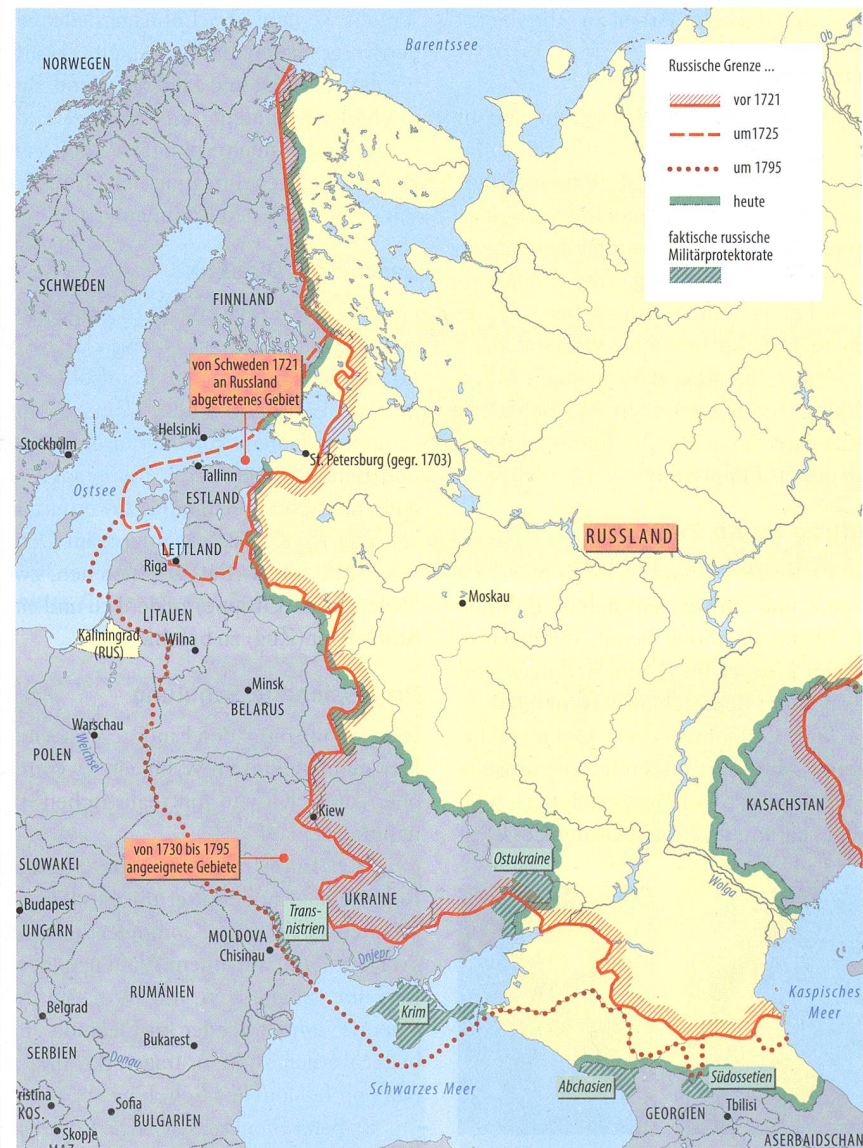 Barentssee
Ob
NORWEGEN
Russische Grenze ...
vor 1721
um1725
um 1795
heute
faktische russische
Militärprotektorate
SCHWEDEN
FINNLAND
von Schweden 1721
an Russland
abgetretenes Gebiet
Helsinki
Stockholm
St. Petersburg (gegr. 1703)
Tallinn
Ostsee
ESTLAND
RUSSLAND
LETTLAND
Riga
Moskau
LITAUEN
Kaliningrad
(RUS)
Wilna
Minsk
BELARUS
Warschau
Weichsel
POLEN
KASACHSTAN
Kiew
von 1730 bis 1795
angeeignete Gebiete
Ostukraine
SLOWAKEI
Wolga
UKRAINE
Budapest
UNGARN
Trans-
nistrien
MOLDOVA
Chisinau
Dnjepr
RUMÄNIEN
Krim
Kaspisches
Meer
Belgrad
Bukarest
SERBIEN
Donau
Schwarzes Meer
Abchasien
Südossetien
ristina
KOS.
Sofia
BULGARIEN
GEORGIEN
Tbilisi
Skopje
MAZ
ASERBAIDSCHAN